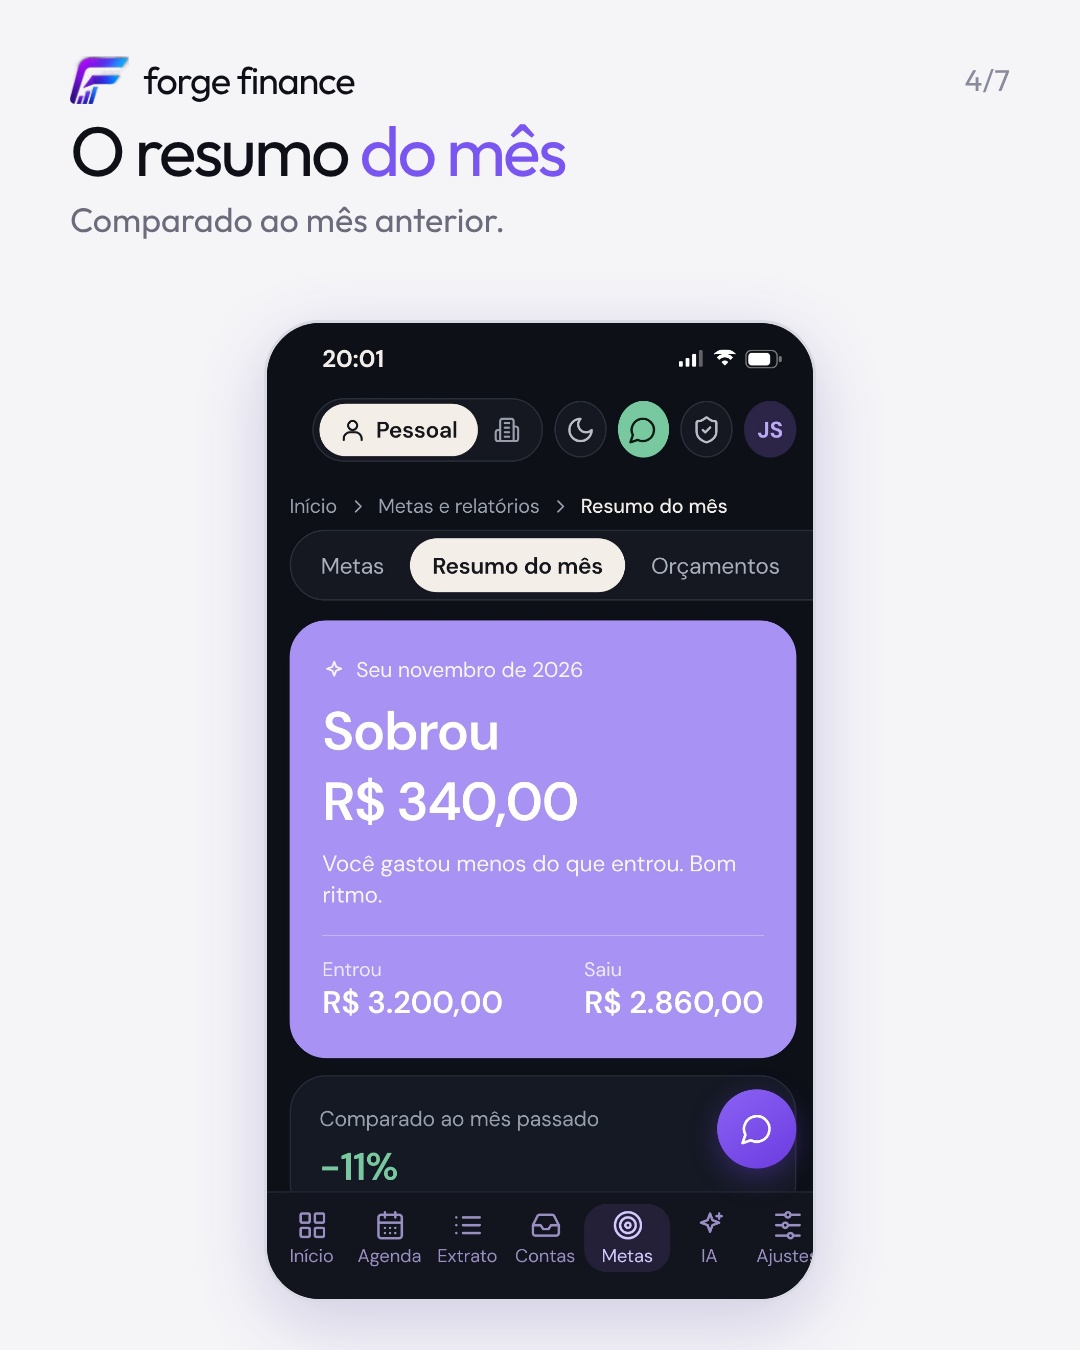 forge finance
4/7
O resumo do mês
Comparado ao mês anterior.
20:01
Pessoal
JS
Início > Metas e relatórios > Resumo do mês
Metas Resumo do mês Orçamentos
Seu novembro de 2026
Sobrou
R$ 340,00
Você gastou menos do que entrou. Bom
ritmo.
Entrou Saiu
R$ 3.200,00 R$ 2.860,00
Comparado ao mês passado
-11%
Início Agenda Extrato Contas Metas IA Ajustes